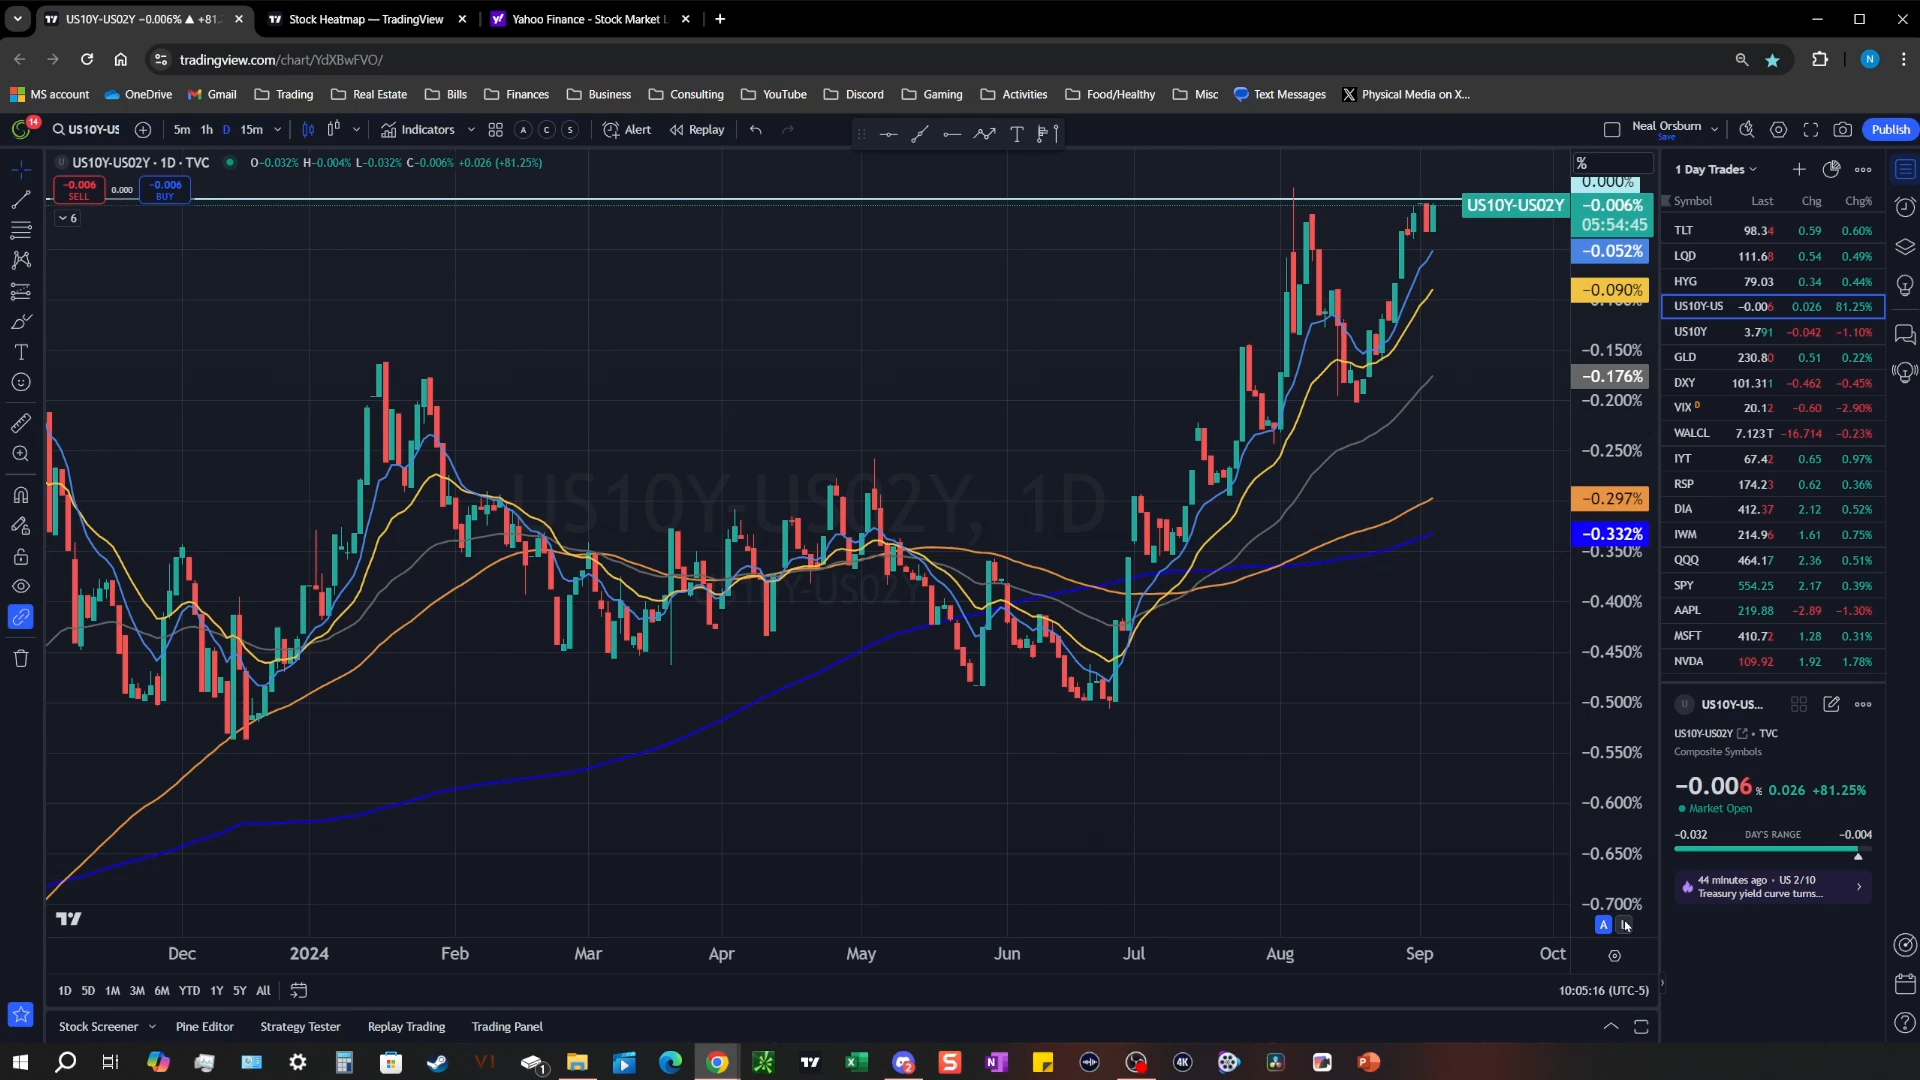 US10Y-US02Y −0.006% ▲ +81.
Stock Heatmap — TradingView
Yahoo Finance - Stock Market L
tradingview.com/chart/YdXBwFVO/
N
MS account OneDrive Gmail Trading Real Estate Bills Finances Business Consulting YouTube Discord Gaming Activities Food/Healthy Misc Text Messages Physical Media on X...
14
US10Y-US 5m 1h D 15m Indicators A C S Alert Replay Neal Orsburn Save Publish
US10Y-US02Y · 1D · TVC O−0.032% H−0.004% L−0.032% C−0.006% +0.026 (+81.25%)
−0.006 SELL 0.000 −0.006 BUY
6
US10Y-US02Y, 1D
US10Y-US02Y
%
0.000%
US10Y-US02Y −0.006%
05:54:45
−0.052%
−0.090%
−0.150%
−0.176%
−0.200%
−0.250%
−0.297%
−0.332%
−0.350%
−0.400%
−0.450%
−0.500%
−0.550%
−0.600%
−0.650%
−0.700%
A
Dec 2024 Feb Mar Apr May Jun Jul Aug Sep Oct
1D 5D 1M 3M 6M YTD 1Y 5Y All
10:05:16 (UTC-5)
Stock Screener Pine Editor Strategy Tester Replay Trading Trading Panel
1 Day Trades
Symbol Last Chg Chg%
TLT 98.34 0.59 0.60%
LQD 111.68 0.54 0.49%
HYG 79.03 0.34 0.44%
US10Y-US −0.006 0.026 81.25%
US10Y 3.791 −0.042 −1.10%
GLD 230.80 0.51 0.22%
DXY 101.311 −0.462 −0.45%
VIX D 20.12 −0.60 −2.90%
WALCL 7.123T −16.714 −0.23%
IYT 67.42 0.65 0.97%
RSP 174.23 0.62 0.36%
DIA 412.37 2.12 0.52%
IWM 214.96 1.61 0.75%
QQQ 464.17 2.36 0.51%
SPY 554.25 2.17 0.39%
AAPL 219.88 −2.89 −1.30%
MSFT 410.72 1.28 0.31%
NVDA 109.92 1.92 1.78%
U US10Y-US...
US10Y-US02Y • TVC
Composite Symbols
−0.006 % 0.026 +81.25%
Market Open
−0.032 DAY'S RANGE −0.004
44 minutes ago • US 2/10
Treasury yield curve turns...